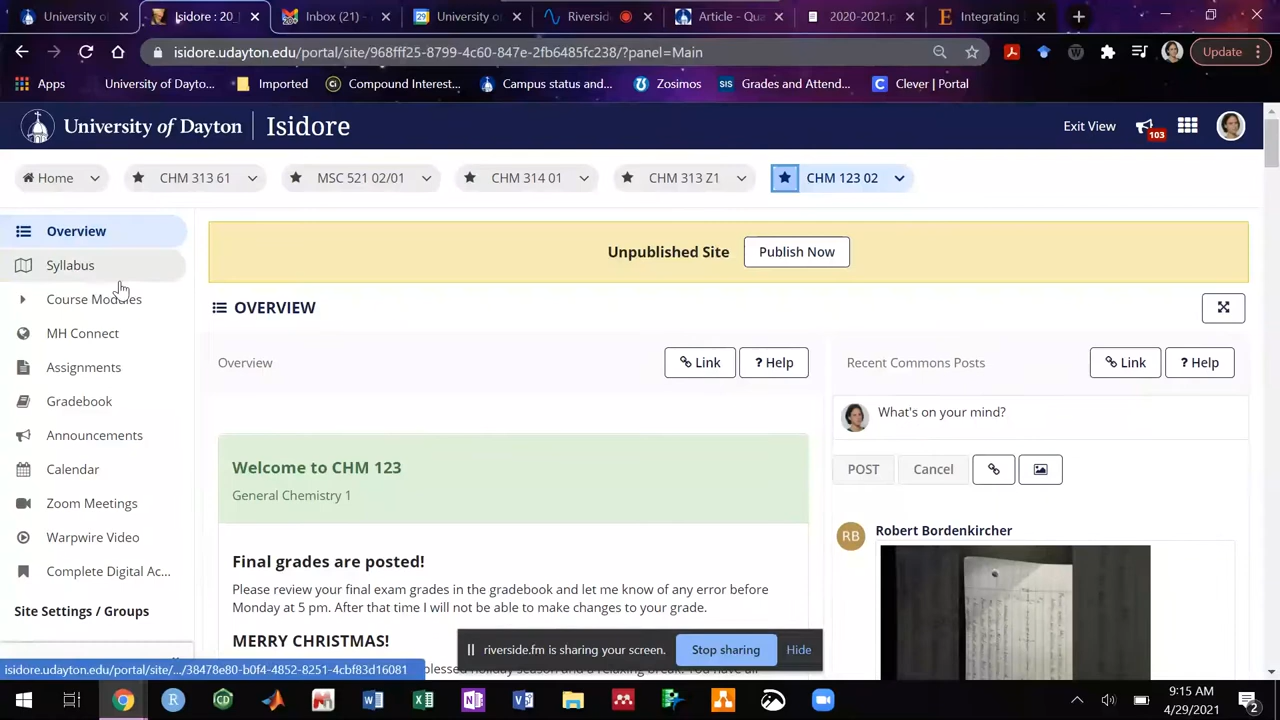 Isidore : 20_
Inbox (21) -
University o
Riverside
Article - Qua
2020-2021.p
Integrating
isidore.udayton.edu/portal/site/968fff25-8799-4c60-847e-2fb6485fc238/?panel=Main
Update
Apps
University of Dayto...
Imported
Compound Interest...
Campus status and...
Zosimos
SIS
Grades and Attend...
Clever | Portal
University of Dayton
Isidore
Exit View
103
Home
CHM 313 61
MSC 521 02/01
CHM 314 01
CHM 313 Z1
CHM 123 02
Overview
Syllabus
Course Modules
MH Connect
Assignments
Gradebook
Announcements
Calendar
Zoom Meetings
Warpwire Video
Complete Digital Ac...
Site Settings / Groups
Unpublished Site
Publish Now
OVERVIEW
Overview
Link
? Help
Welcome to CHM 123
General Chemistry 1
Final grades are posted!
Please review your final exam grades in the gradebook and let me know of any error before
Monday at 5 pm. After that time I will not be able to make changes to your grade.
MERRY CHRISTMAS!
Recent Commons Posts
Link
? Help
What's on your mind?
POST
Cancel
RB
Robert Bordenkircher
riverside.fm is sharing your screen.
Stop sharing
Hide
isidore.udayton.edu/portal/site/.../38478e80-b0f4-4852-8251-4cbf83d16081
9:15 AM
4/29/2021
2